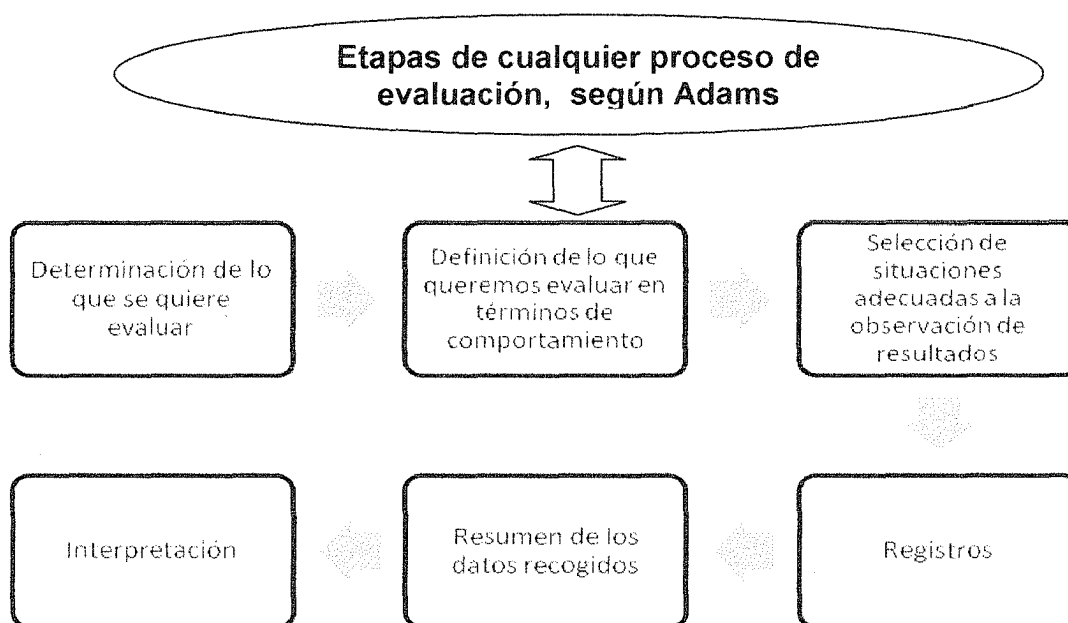 Etapas de cualquier proceso de
evaluación, según Adams
Determinación de lo
que se quiere
evaluar
Definición de lo que
queremos evaluar en
términos de
comportamiento
Selección de
situaciones
adecuadas a la
observación de
resultados
Registros
Resumen de los
datos recogidos
Interpretación